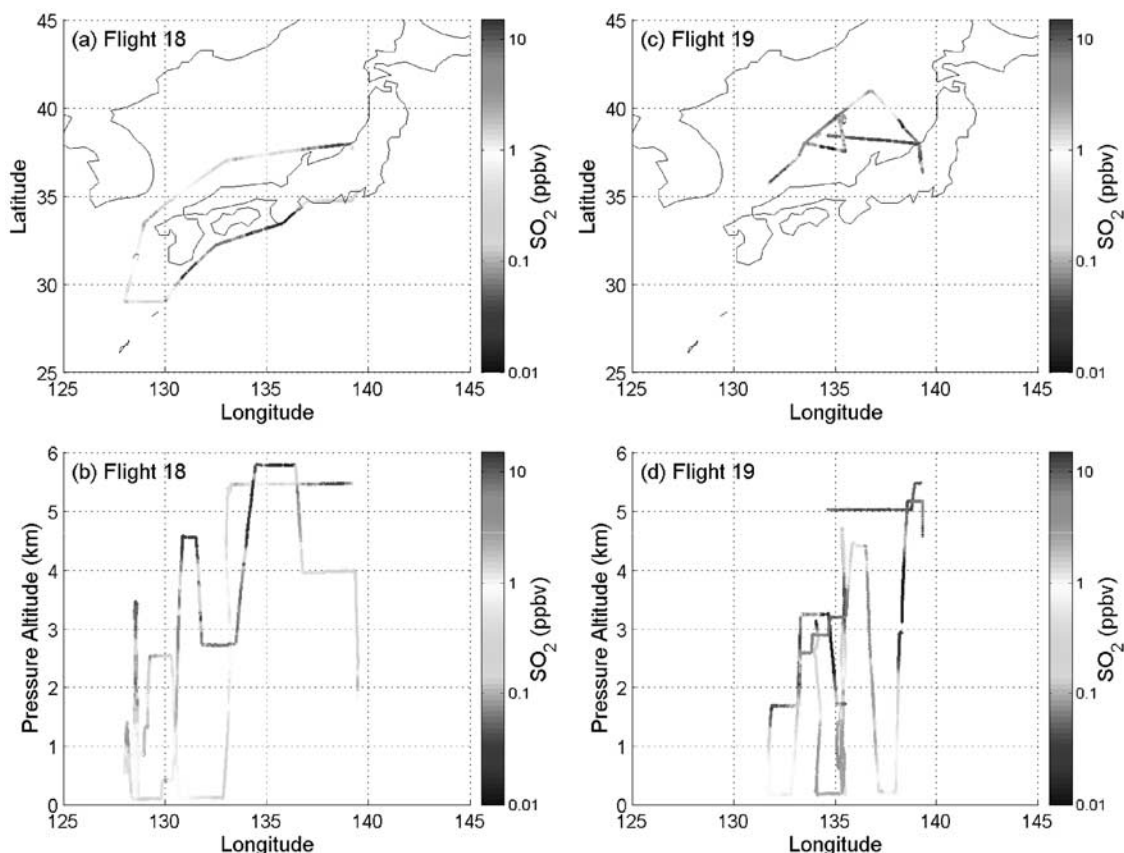 (a) Flight 18
45
40
35
30
25
Latitude
125 130 135 140 145
Longitude
10
1
0.1
0.01
SO2 (ppbv)
(c) Flight 19
45
40
35
30
25
Latitude
125 130 135 140 145
Longitude
10
1
0.1
0.01
SO2 (ppbv)
(b) Flight 18
6
5
4
3
2
1
0
Pressure Altitude (km)
125 130 135 140 145
Longitude
10
1
0.1
0.01
SO2 (ppbv)
(d) Flight 19
6
5
4
3
2
1
0
Pressure Altitude (km)
125 130 135 140 145
Longitude
10
1
0.1
0.01
SO2 (ppbv)